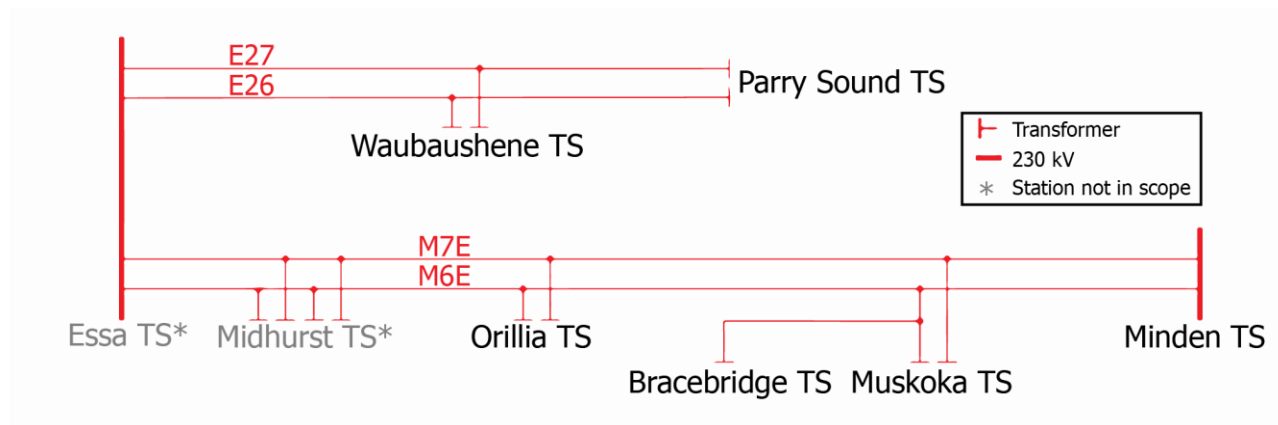 E27
E26
Parry Sound TS
Waubaushene TS
Transformer
230 kV
* Station not in scope
M7E
M6E
Essa TS*
Midhurst TS*
Orillia TS
Minden TS
Bracebridge TS
Muskoka TS